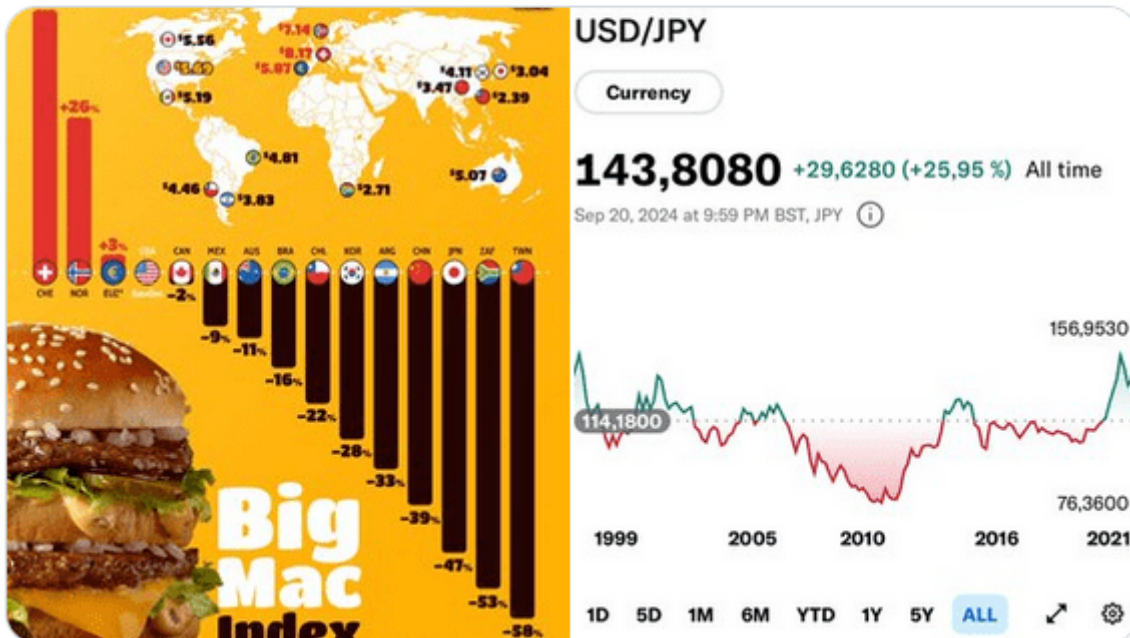 $7.14
$5.56
$8.17
$5.69
$5.87
$4.11
$3.04
$3.47
$5.19
$2.39
$4.81
$5.07
$4.46
$3.83
$2.71
+26%
+3%
USA
CAN
MEX
AUS
BRA
CHL
KOR
ARG
CHN
JPN
ZAF
TWN
CHE
NOR
-2%
-9%
-11%
-16%
-22%
-28%
-33%
-39%
-47%
-53%
-58%
Big
Mac
Index
USD/JPY
Currency
143,8080 +29,6280 (+25,95 %) All time
Sep 20, 2024 at 9:59 PM BST, JPY
156,9530
114,1800
76,3600
1999 2005 2010 2016 2021
1D 5D 1M 6M YTD 1Y 5Y ALL